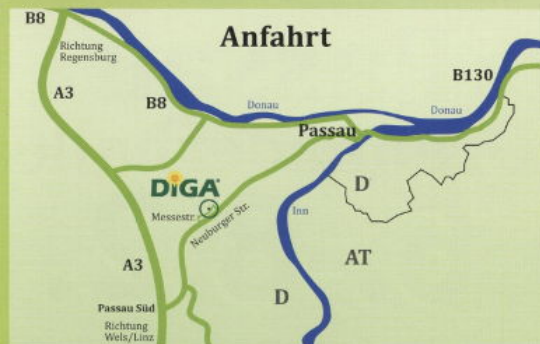 B8
Anfahrt
Richtung
Regensburg
B130
A3
B8
Donau
Donau
Passau
DiGA
D
Messestr.
Neuburger Str.
Inn
AT
A3
D
Passau Süd
Richtung
Wels/Linz